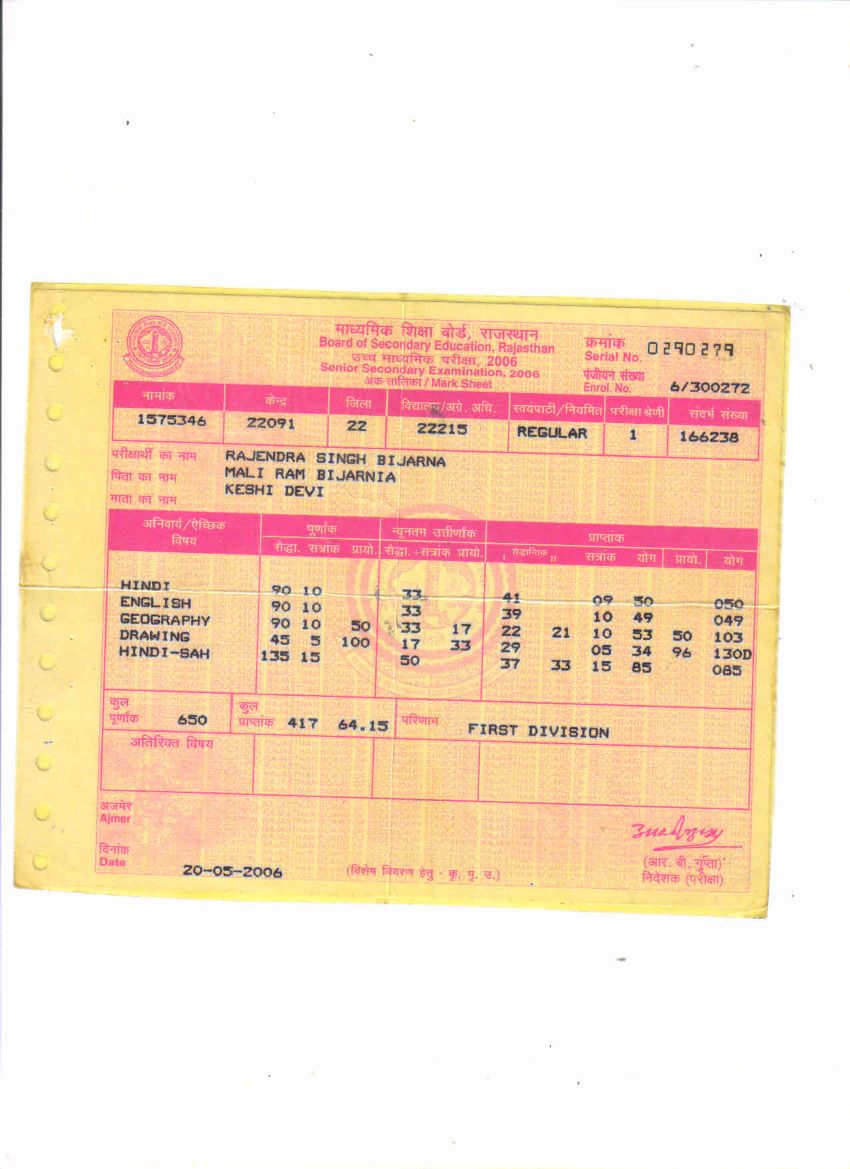 माध्यमिक शिक्षा बोर्ड, राजस्थान
Board of Secondary Education, Rajasthan
उच्च माध्यमिक परीक्षा, 2006
Senior Secondary Examination, 2006
अंक-तालिका / Mark Sheet
क्रमांक
Serial No. 0290279
पंजीयन संख्या
Enrol. No. 6/300272
नामांक केन्द्र जिला विद्यालय/अग्रे. अधि. स्वयपाठी/नियमित परीक्षा श्रेणी संदर्भ संख्या
1575346 22091 22 22215 REGULAR 1 166238
परीक्षार्थी का नाम RAJENDRA SINGH BIJARNA
पिता का नाम MALI RAM BIJARNIA
माता का नाम KESHI DEVI
अनिवार्य/ऐच्छिक विषय पूर्णांक न्यूनतम उत्तीर्णांक प्राप्तांक
सैद्धा. सत्रांक प्रायो. सैद्धा.+सत्रांक प्रायो. I सैद्धान्तिक II सत्रांक योग प्रायो. योग
HINDI 90 10 33 41 09 50 050
ENGLISH 90 10 33 39 10 49 049
GEOGRAPHY 90 10 50 33 17 22 21 10 53 50 103
DRAWING 45 5 100 17 33 29 05 34 96 130D
HINDI-SAH 135 15 50 37 33 15 85 085
कुल पूर्णांक 650 कुल प्राप्तांक 417 64.15 परिणाम FIRST DIVISION
अतिरिक्त विषय
अजमेर
Ajmer
दिनांक
Date 20-05-2006
(विशेष विवरण हेतु - कृ. पृ. उ.)
(आर. बी. गुप्ता)
निदेशक (परीक्षा)